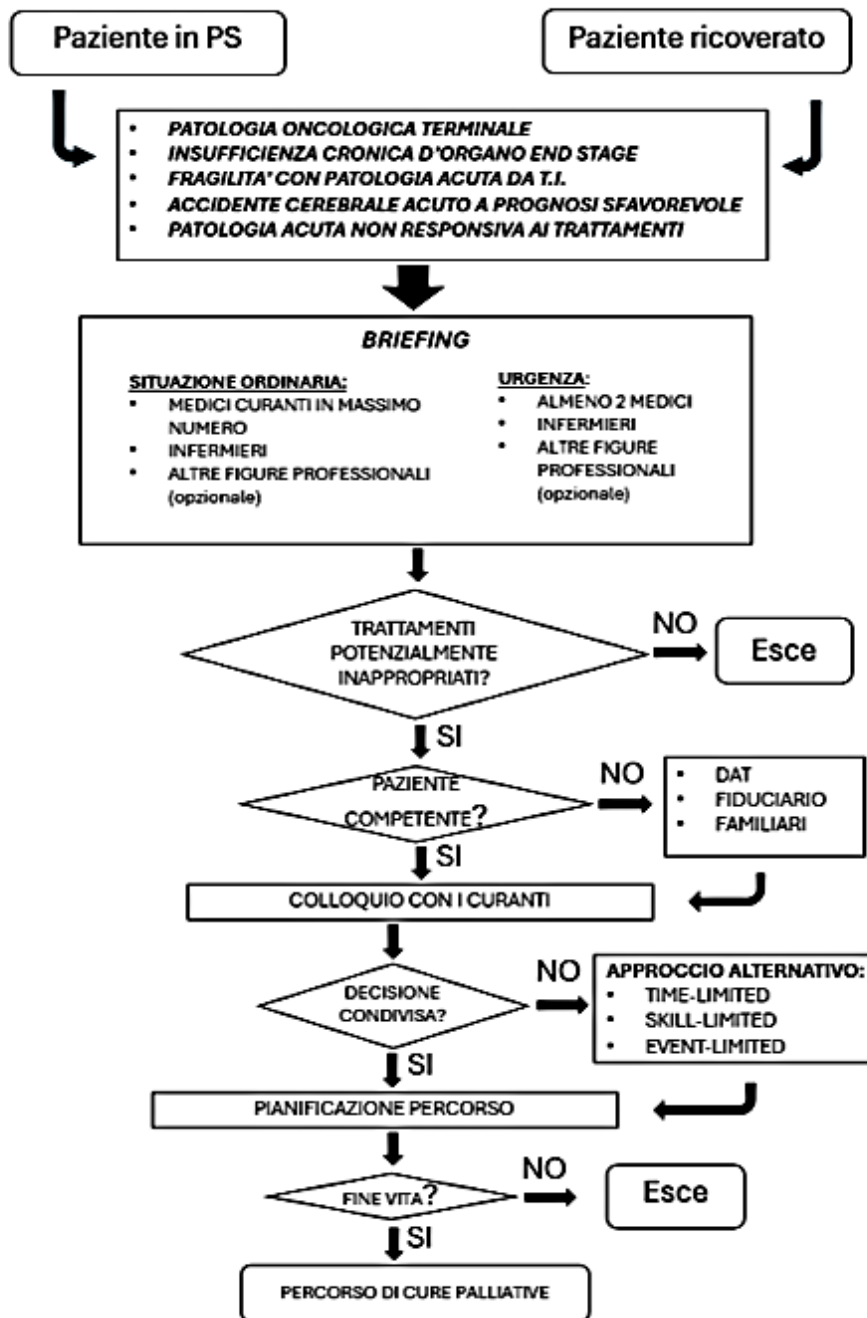 Paziente in PS
Paziente ricoverato
• PATOLOGIA ONCOLOGICA TERMINALE
• INSUFFICIENZA CRONICA D'ORGANO END STAGE
• FRAGILITA' CON PATOLOGIA ACUTA DA T.I.
• ACCIDENTE CEREBRALE ACUTO A PROGNOSI SFAVOREVOLE
• PATOLOGIA ACUTA NON RESPONSIVA AI TRATTAMENTI
BRIEFING
SITUAZIONE ORDINARIA:
• MEDICI CURANTI IN MASSIMO
NUMERO
• INFERMIERI
• ALTRE FIGURE PROFESSIONALI
(opzionale)
URGENZA:
• ALMENO 2 MEDICI
• INFERMIERI
• ALTRE FIGURE
PROFESSIONALI
(opzionale)
TRATTAMENTI
POTENZIALMENTE
INAPPROPRIATI?
NO
Esce
SI
PAZIENTE
COMPETENTE?
NO
• DAT
• FIDUCIARIO
• FAMILIARI
SI
COLLOQUIO CON I CURANTI
DECISIONE
CONDIVISA?
NO
APPROCCIO ALTERNATIVO:
• TIME-LIMITED
• SKILL-LIMITED
• EVENT-LIMITED
SI
PIANIFICAZIONE PERCORSO
FINE VITA?
NO
Esce
SI
PERCORSO DI CURE PALLIATIVE